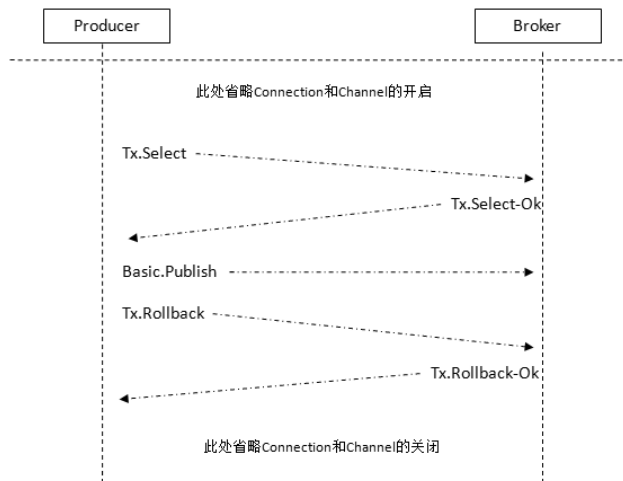 Producer
Broker
此处省略Connection和Channel的开启
Tx.Select
Tx.Select-Ok
Basic.Publish
Tx.Rollback
Tx.Rollback-Ok
此处省略Connection和Channel的关闭